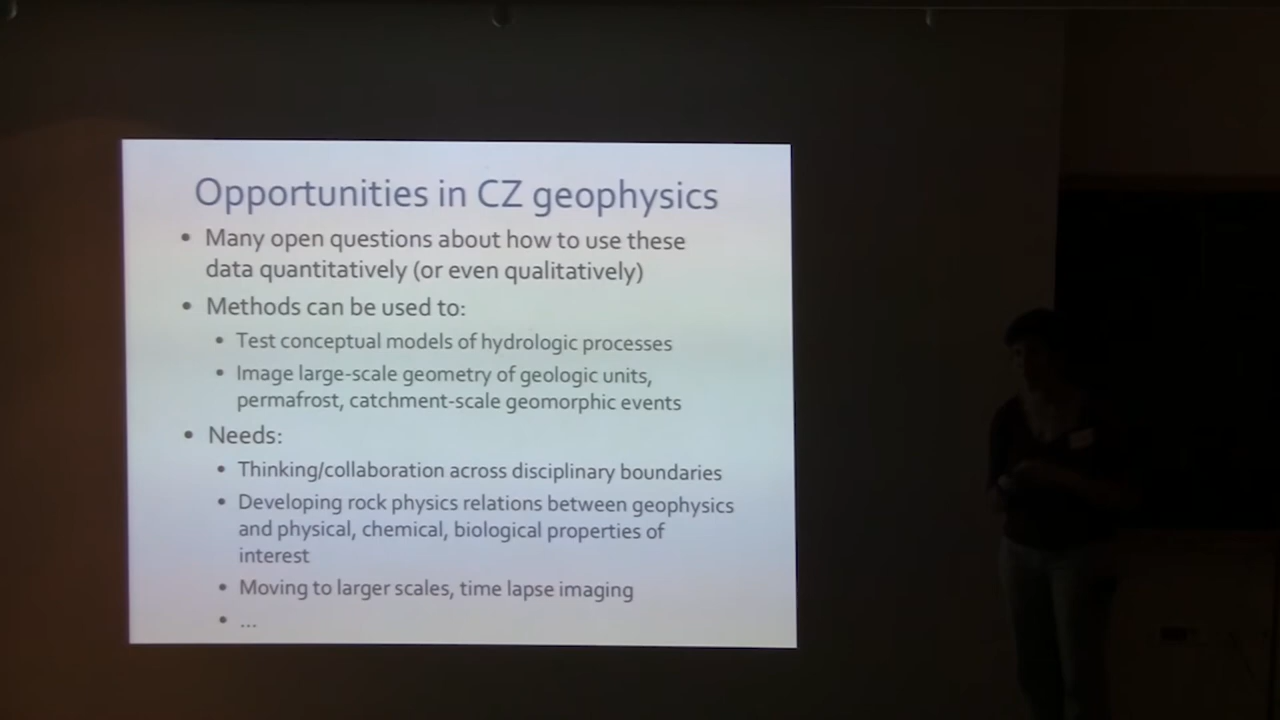 Opportunities in CZ geophysics
• Many open questions about how to use these
data quantitatively (or even qualitatively)
• Methods can be used to:
• Test conceptual models of hydrologic processes
• Image large-scale geometry of geologic units,
permafrost, catchment-scale geomorphic events
• Needs:
• Thinking/collaboration across disciplinary boundaries
• Developing rock physics relations between geophysics
and physical, chemical, biological properties of
interest
• Moving to larger scales, time lapse imaging
• ...